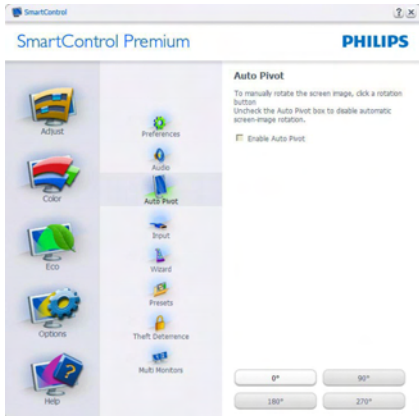 SmartControl
? ×
SmartControl Premium
PHILIPS
Adjust
Color
Eco
Options
Help
Preferences
Audio
Auto Pivot
Input
Wizard
Presets
Theft Deterrence
Multi Monitors
Auto Pivot
To manually rotate the screen image, click a rotation
button
Uncheck the Auto Pivot box to disable automatic
screen-image rotation.
Enable Auto Pivot
0°
90°
180°
270°